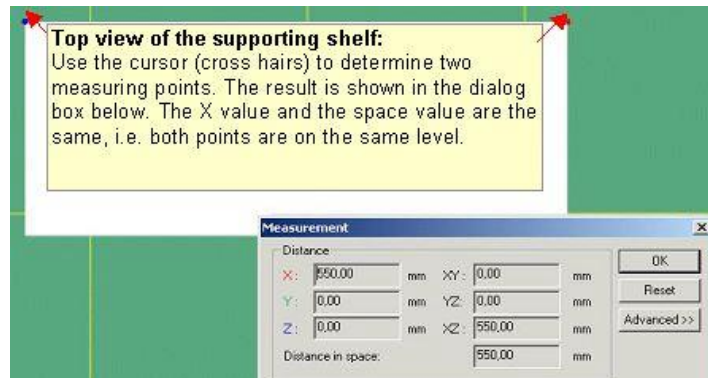 Top view of the supporting shelf:
Use the cursor (cross hairs) to determine two
measuring points. The result is shown in the dialog
box below. The X value and the space value are the
same, i.e. both points are on the same level.
Measurement
Distance
X: 550,00 mm XY: 0,00 mm
Y: 0,00 mm YZ: 0,00 mm
Z: 0,00 mm XZ: 550,00 mm
Distance in space: 550,00 mm
OK
Reset
Advanced >>